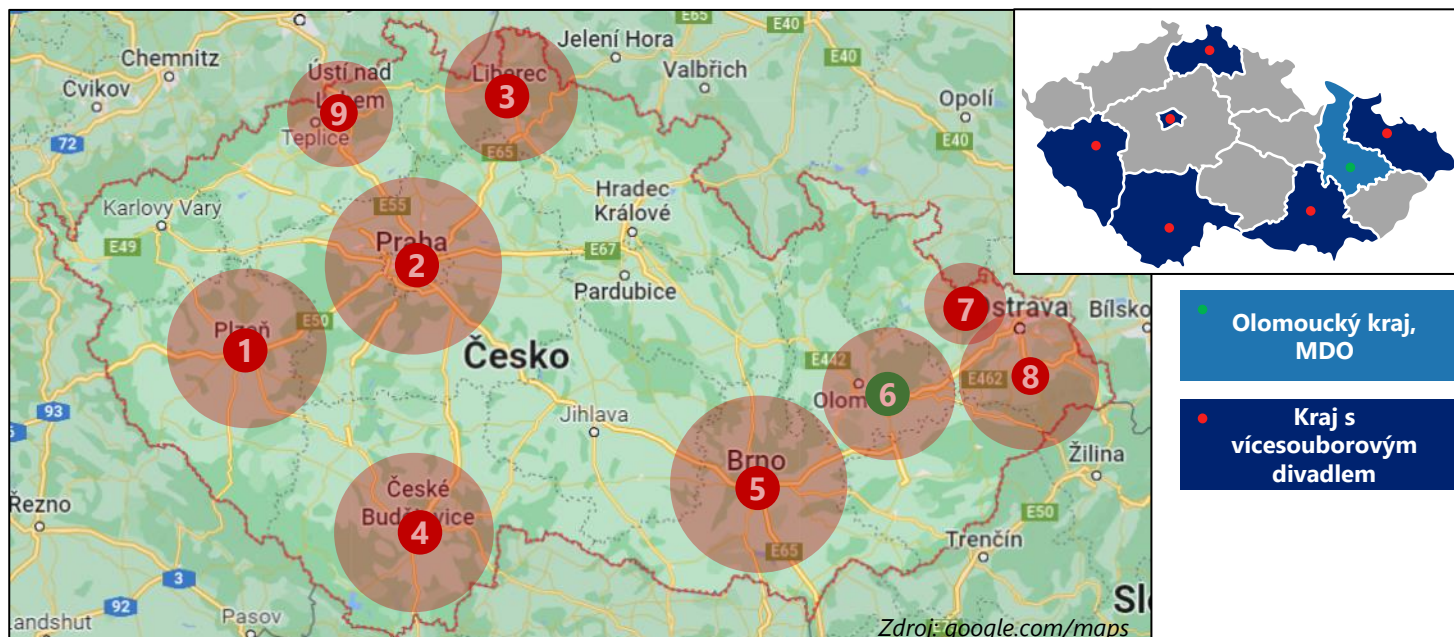 E65
E40
Jelení Hora
Chemnitz
Valbřich
Cvikov
Ústí nad
Liberec
Opolí
9
3
Teplice
E40
72
E65
Hradec
Králové
Karlovy Vary
E55
E49
Praha
E67
2
Pardubice
7
Ostrava
Bílsko
Plzeň
E50
1
Česko
E442
8
6
E462
Olomouc
93
Jihlava
Brno
Žilina
České
Budějovice
5
Řezno
4
E50
Trenčín
E65
3
92
Landshut
Pasov
Zdroj: google.com/maps
Olomoucký kraj,
MDO
Kraj s
vícesouborovým
divadlem